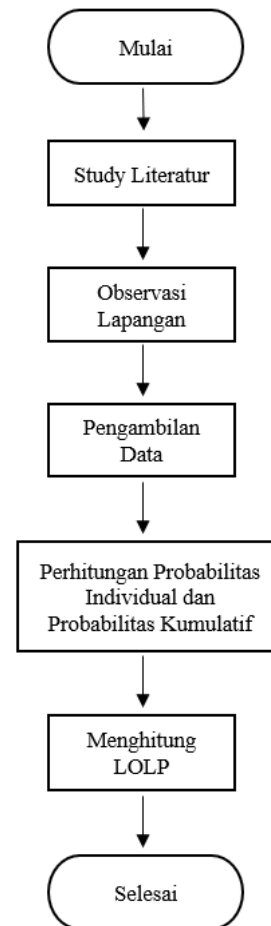 Mulai
Study Literatur
Observasi
Lapangan
Pengambilan
Data
Perhitungan Probabilitas
Individual dan
Probabilitas Kumulatif
Menghitung
LOLP
Selesai